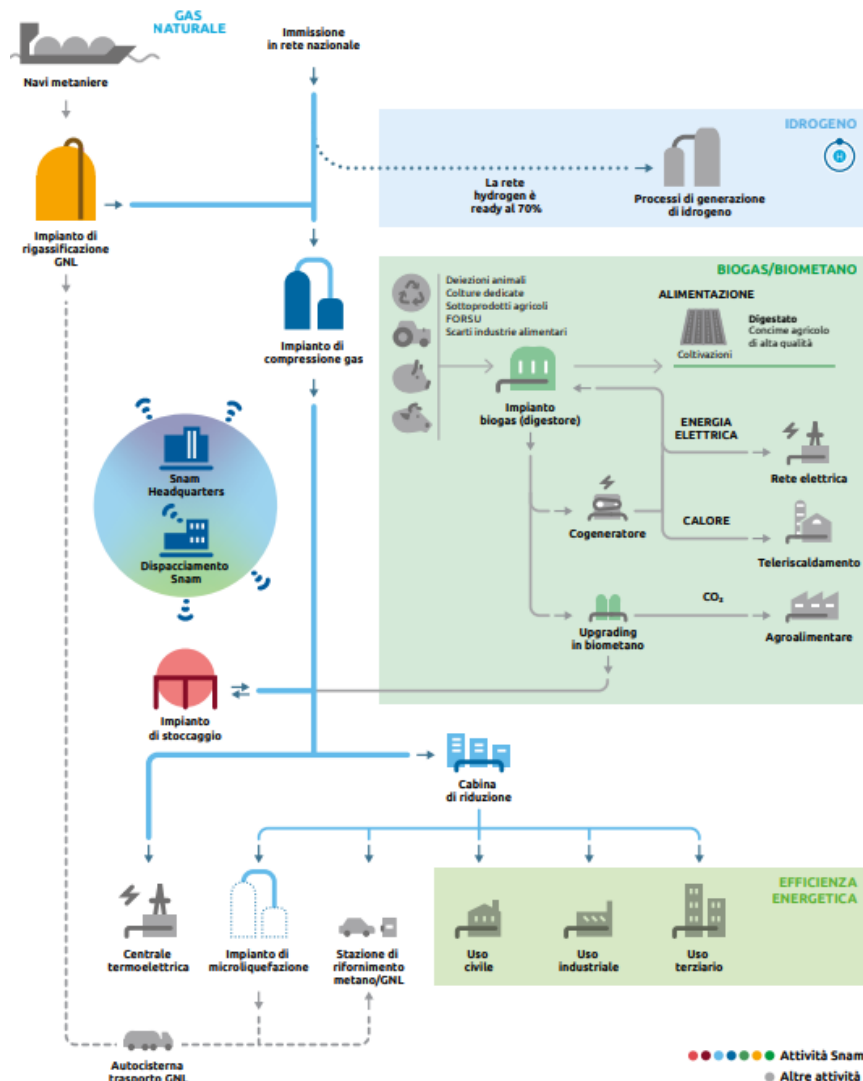 GAS
NATURALE
Immissione
in rete nazionale
Navi metaniere
IDROGENO
H
La rete
hydrogen è
ready al 70%
Processi di generazione
di idrogeno
Impianto di
rigassificazione
GNL
Impianto di
compressione gas
BIOGAS/BIOMETANO
Deiezioni animali
Colture dedicate
Sottoprodotti agricoli
FORSU
Scarti industrie alimentari
ALIMENTAZIONE
Digestato
Concime agricolo
di alta qualità
Coltivazioni
Impianto
biogas (digestore)
ENERGIA
ELETTRICA
Rete elettrica
Cogeneratore
CALORE
Teleriscaldamento
CO₂
Upgrading
in biometano
Agroalimentare
Snam
Headquarters
Dispacciamento
Snam
Impianto
di stoccaggio
Cabina
di riduzione
EFFICIENZA
ENERGETICA
Centrale
termoelettrica
Impianto di
microliquefazione
Stazione di
rifornimento
metano/GNL
Uso
civile
Uso
industriale
Uso
terziario
Autocisterna
trasporto GNL
Attività Snam
Altre attività